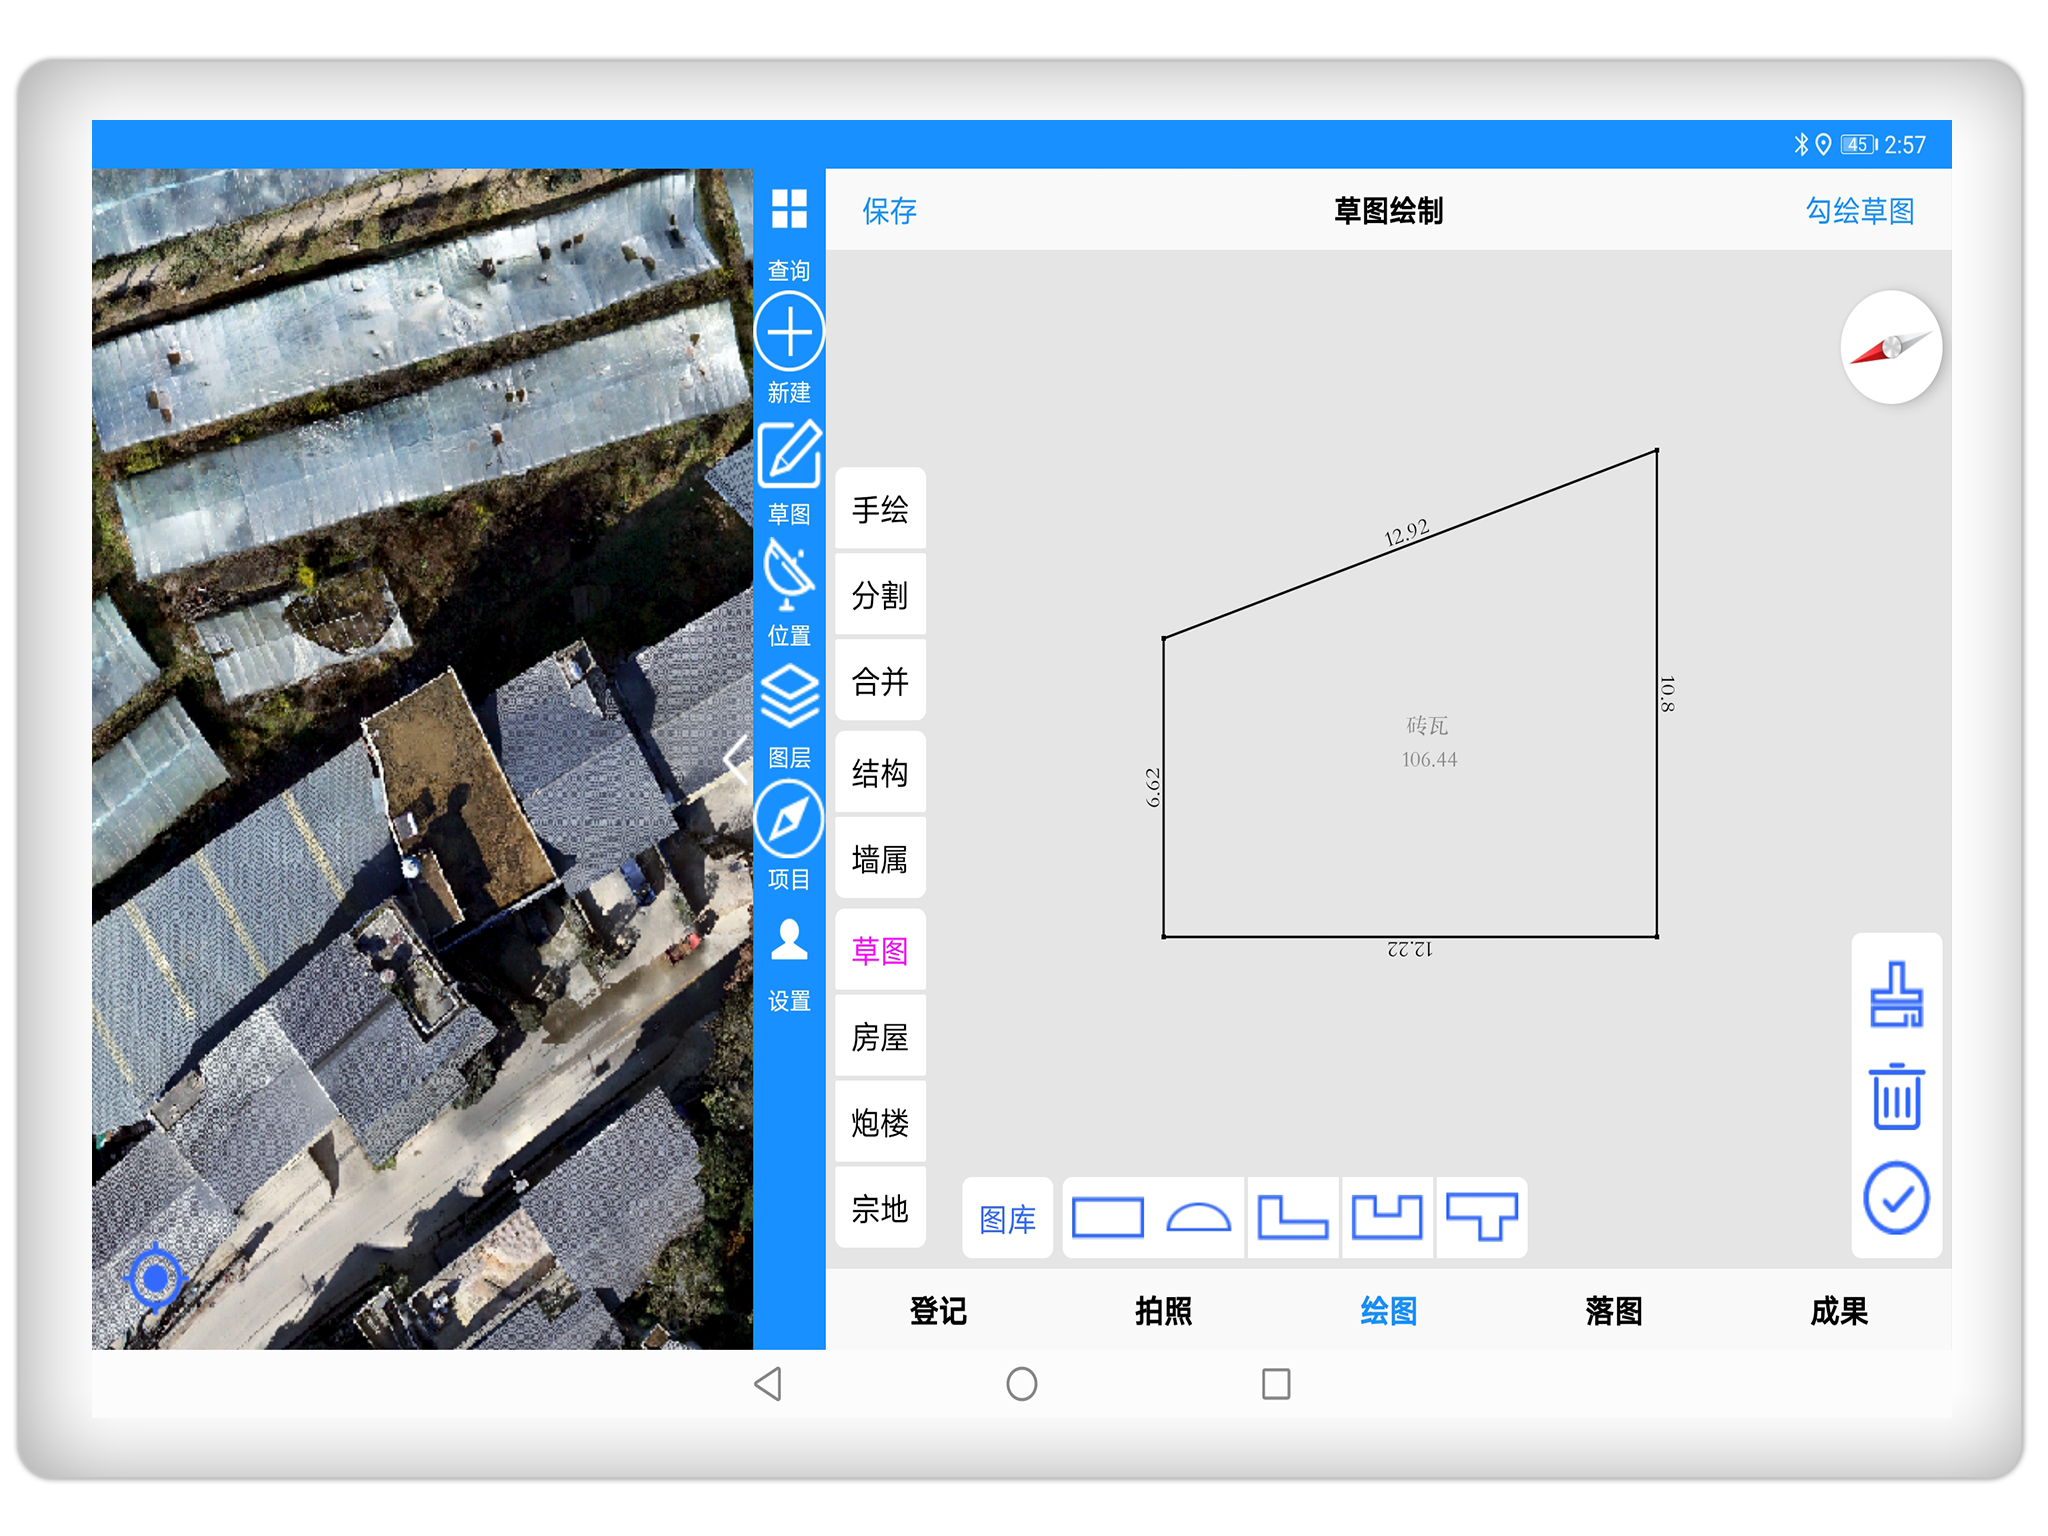 45 2:57
保存
草图绘制
勾绘草图
查询
新建
草图
位置
图层
项目
设置
手绘
分割
合并
结构
墙属
草图
房屋
炮楼
宗地
12.92
10.8
砖瓦
106.44
6.62
12.22
图库
登记
拍照
绘图
落图
成果